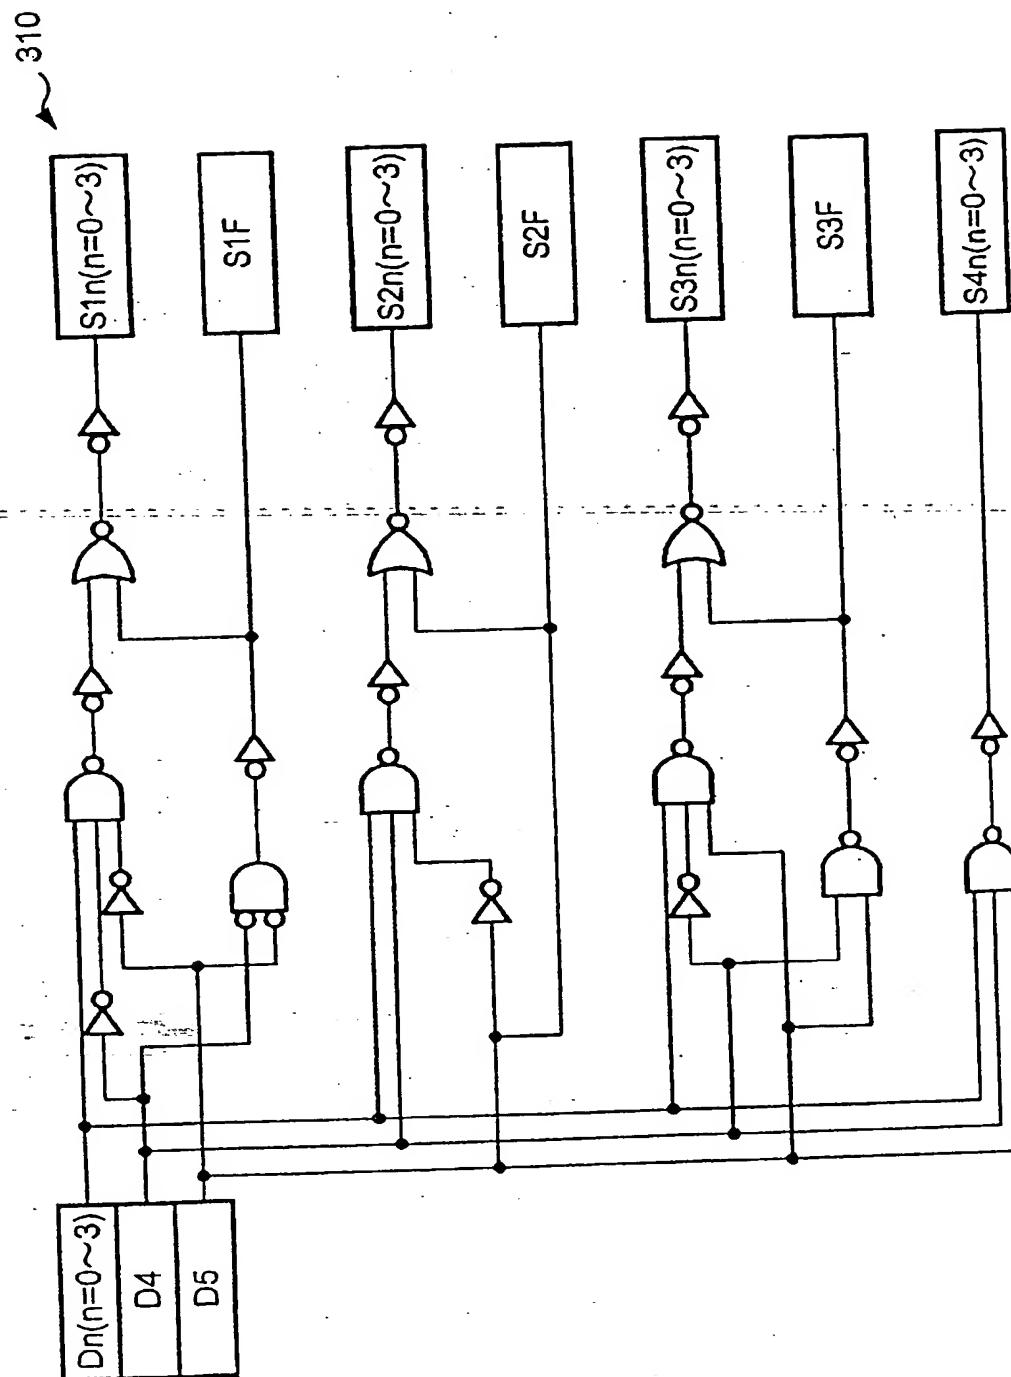 310
S1n(n=0~3)
S1F
S2n(n=0~3)
S2F
S3n(n=0~3)
S3F
S4n(n=0~3)
Dn(n=0~3)
D4
D5